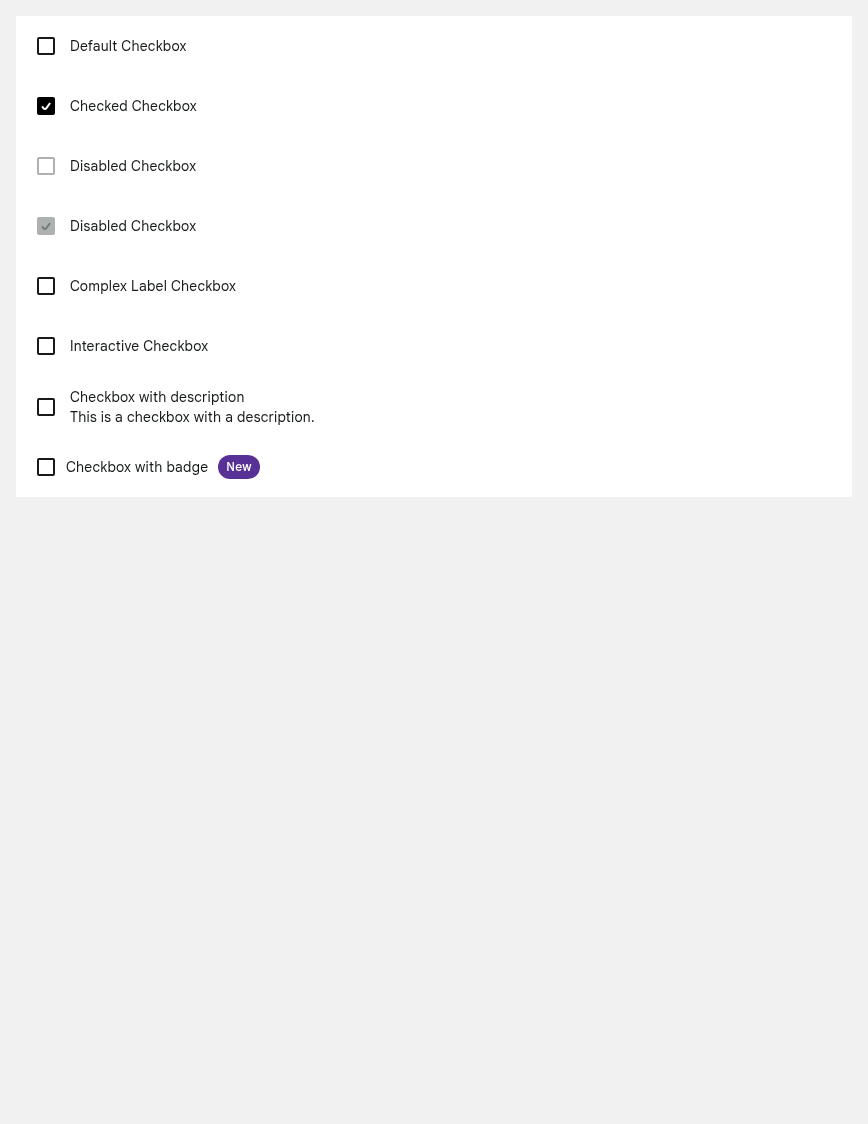 Default Checkbox
Checked Checkbox
Disabled Checkbox
Disabled Checkbox
Complex Label Checkbox
Interactive Checkbox
Checkbox with description
This is a checkbox with a description.
Checkbox with badge New